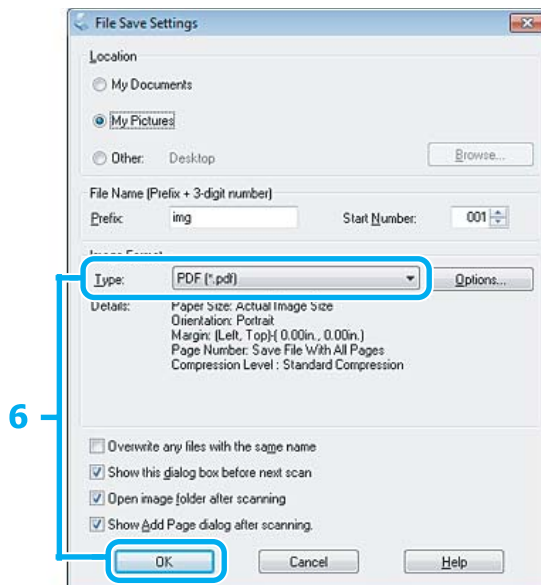 File Save Settings
Location
My Documents
My Pictures
Other: Desktop Browse...
File Name (Prefix + 3-digit number)
Prefix: img Start Number: 001
Image Format
Type: PDF (*.pdf) Options...
Details: Paper Size: Actual Image Size
Orientation: Portrait
Margin: (Left, Top)-( 0.00in., 0.00in.)
Page Number: Save File With All Pages
Compression Level : Standard Compression
6
Overwrite any files with the same name
Show this dialog box before next scan
Open image folder after scanning
Show Add Page dialog after scanning.
OK Cancel Help